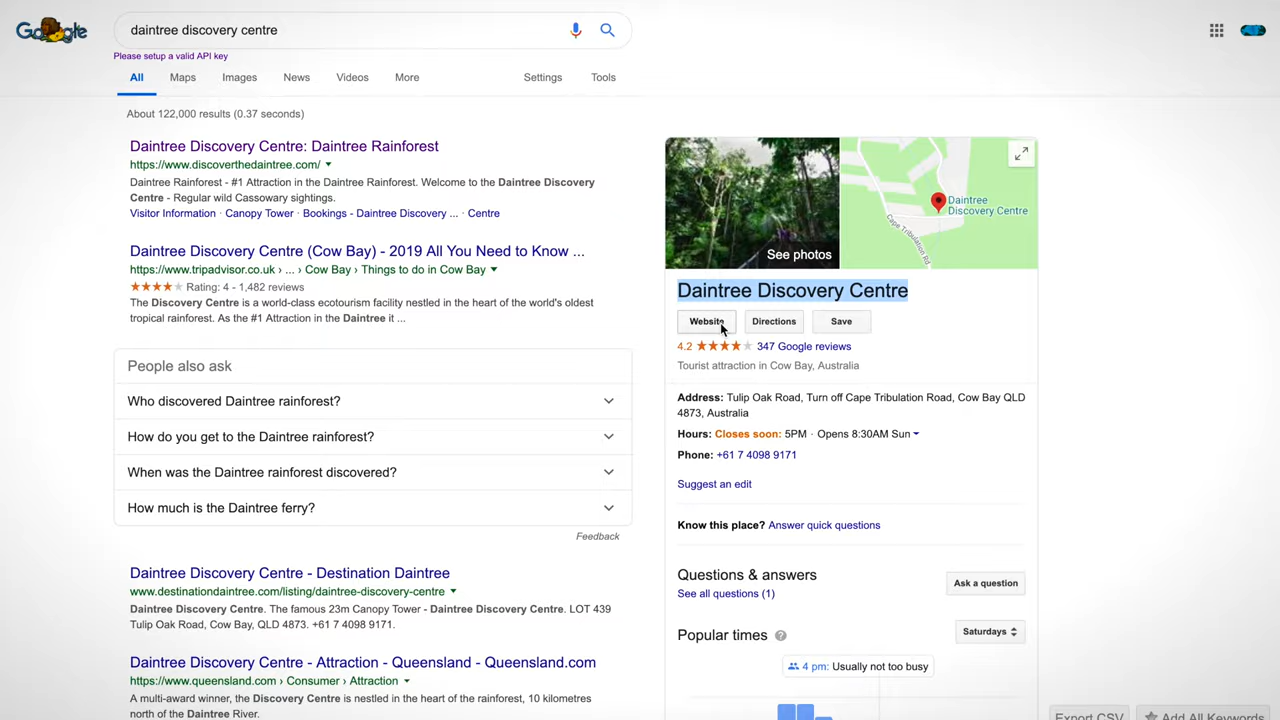 Google
daintree discovery centre
Please setup a valid API key
All
Maps
Images
News
Videos
More
Settings
Tools
About 122,000 results (0.37 seconds)
Daintree Discovery Centre: Daintree Rainforest
https://www.discoverthedaintree.com/
Daintree Rainforest - #1 Attraction in the Daintree Rainforest. Welcome to the Daintree Discovery
Centre - Regular wild Cassowary sightings.
Visitor Information · Canopy Tower · Bookings - Daintree Discovery ... · Centre
Daintree Discovery Centre (Cow Bay) - 2019 All You Need to Know ...
https://www.tripadvisor.co.uk › ... › Cow Bay › Things to do in Cow Bay
Rating: 4 - 1,482 reviews
The Discovery Centre is a world-class ecotourism facility nestled in the heart of the world's oldest
tropical rainforest. As the #1 Attraction in the Daintree it ...
People also ask
Who discovered Daintree rainforest?
How do you get to the Daintree rainforest?
When was the Daintree rainforest discovered?
How much is the Daintree ferry?
Feedback
Daintree Discovery Centre - Destination Daintree
www.destinationdaintree.com/listing/daintree-discovery-centre
Daintree Discovery Centre. The famous 23m Canopy Tower - Daintree Discovery Centre. LOT 439
Tulip Oak Road, Cow Bay, QLD 4873. +61 7 4098 9171.
Daintree Discovery Centre - Attraction - Queensland - Queensland.com
https://www.queensland.com › Consumer › Attraction
A multi-award winner, the Discovery Centre is nestled in the heart of the rainforest, 10 kilometres
north of the Daintree River.
See photos
Daintree
Discovery Centre
Cape Tribulation Rd
Daintree Discovery Centre
Website
Directions
Save
4.2
347 Google reviews
Tourist attraction in Cow Bay, Australia
Address: Tulip Oak Road, Turn off Cape Tribulation Road, Cow Bay QLD
4873, Australia
Hours: Closes soon: 5PM · Opens 8:30AM Sun
Phone: +61 7 4098 9171
Suggest an edit
Know this place? Answer quick questions
Questions & answers
See all questions (1)
Ask a question
Popular times
Saturdays
4 pm: Usually not too busy
Export CSV
Add All Keywords